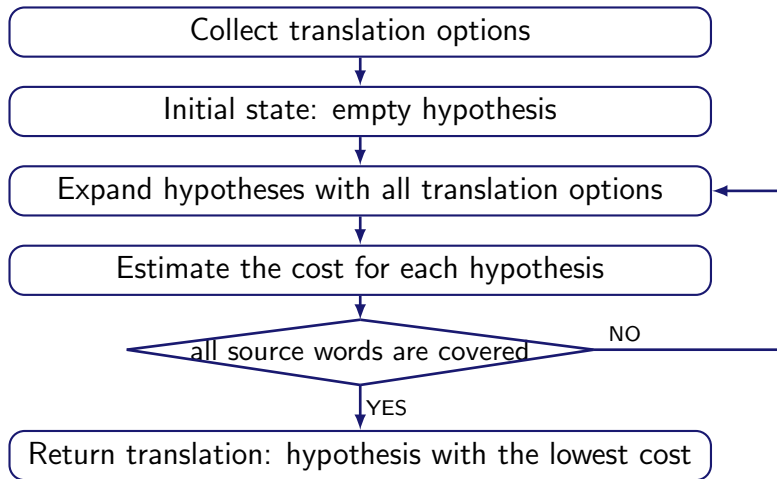 Collect translation options
Initial state: empty hypothesis
Expand hypotheses with all translation options
Estimate the cost for each hypothesis
all source words are covered
NO
YES
Return translation: hypothesis with the lowest cost